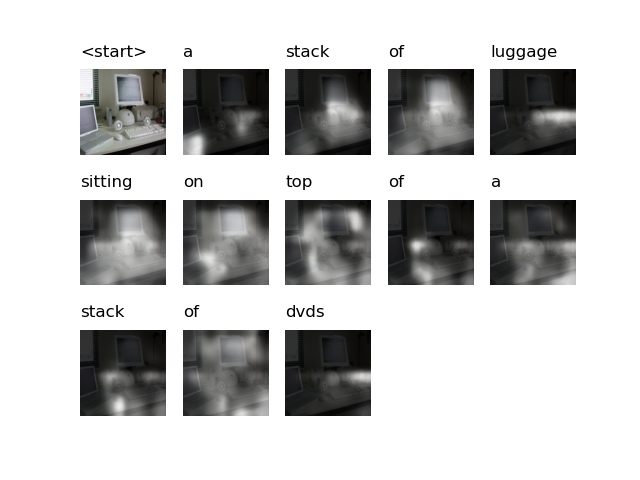 <start> a stack of luggage
sitting on top of a
stack of dvds